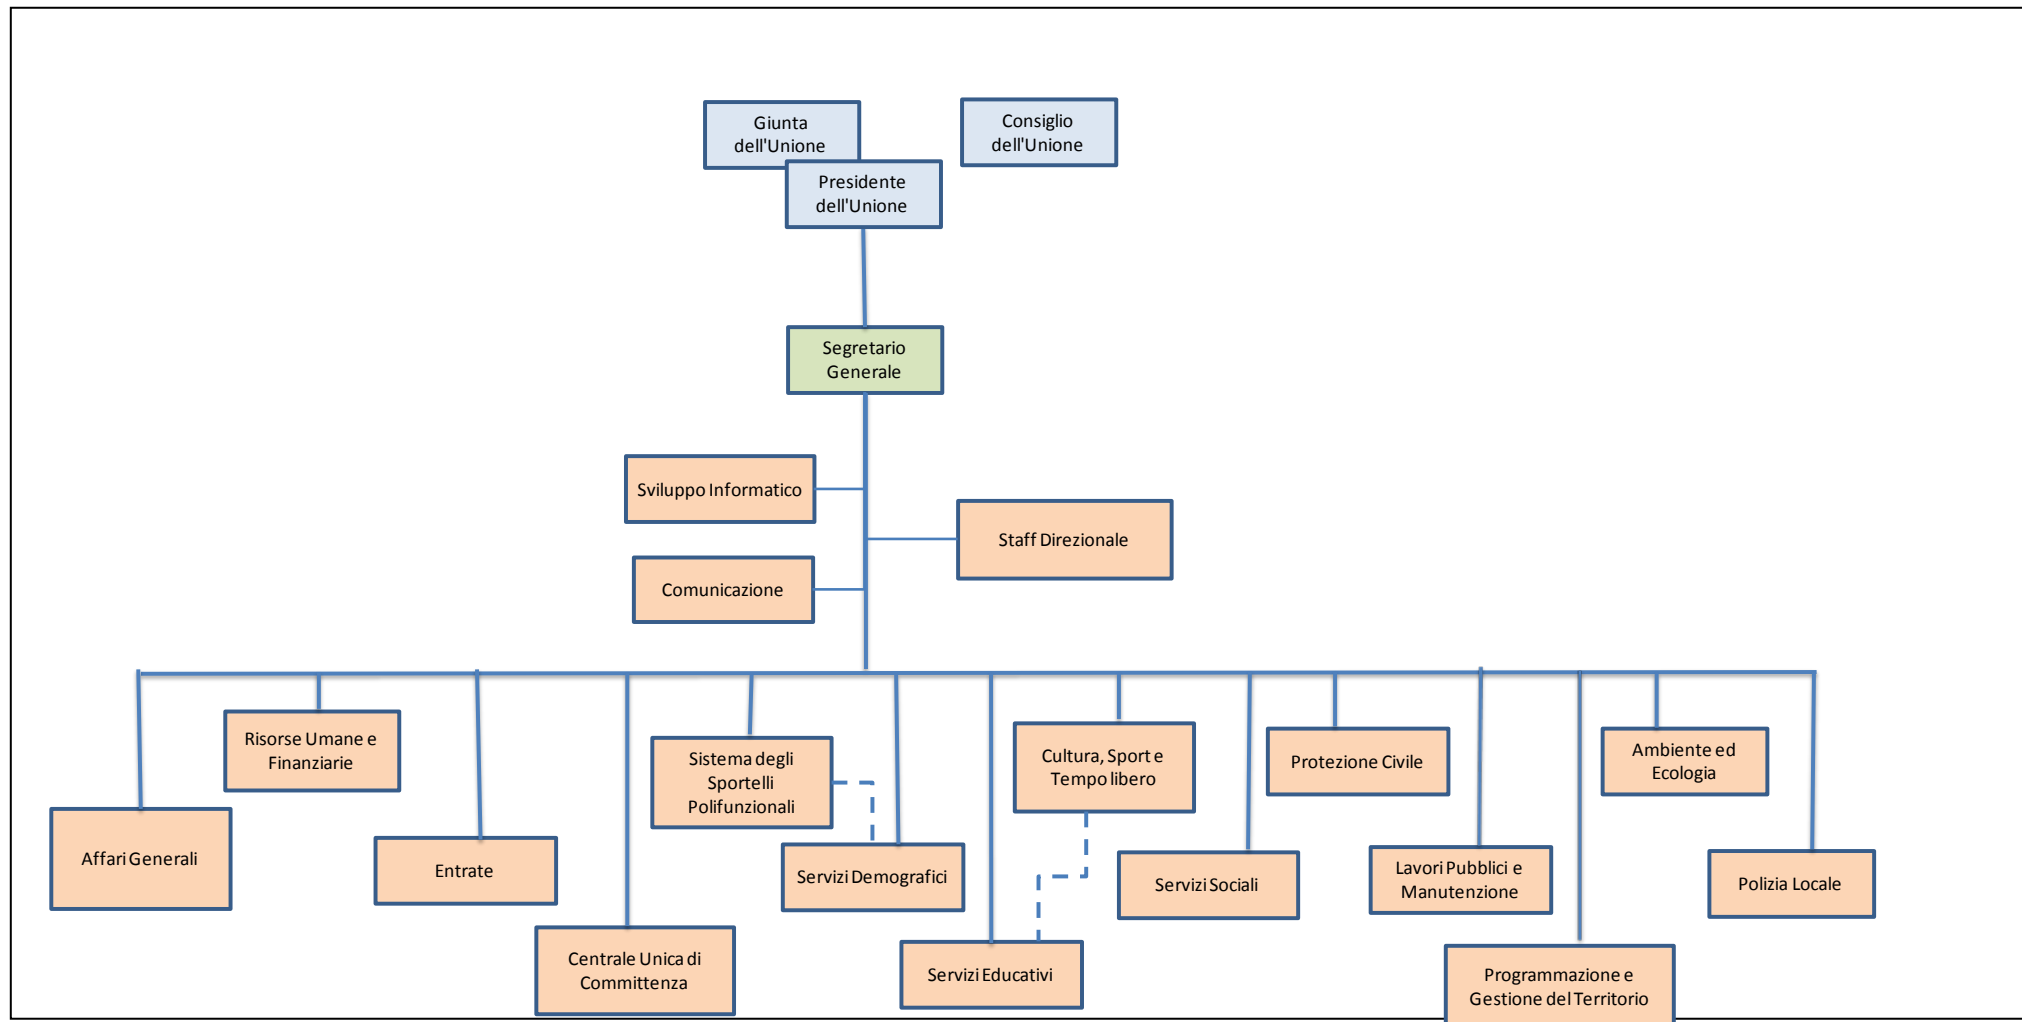 Giunta
dell'Unione
Consiglio
dell'Unione
Presidente
dell'Unione
Segretario
Generale
Sviluppo Informatico
Staff Direzionale
Comunicazione
Affari Generali
Risorse Umane e
Finanziarie
Entrate
Centrale Unica di
Committenza
Sistema degli
Sportelli
Polifunzionali
Servizi Demografici
Servizi Educativi
Cultura, Sport e
Tempo libero
Servizi Sociali
Protezione Civile
Lavori Pubblici e
Manutenzione
Programmazione e
Gestione del Territorio
Ambiente ed
Ecologia
Polizia Locale